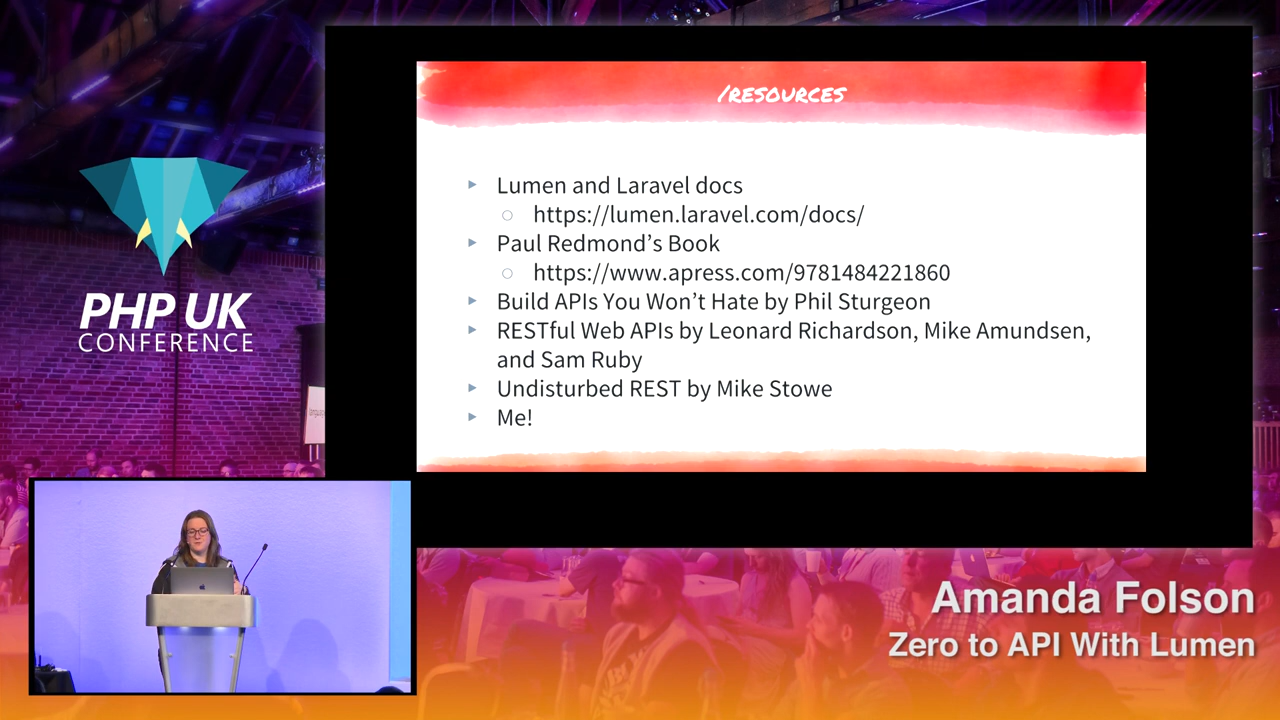 /RESOURCES
Lumen and Laravel docs
https://lumen.laravel.com/docs/
Paul Redmond’s Book
https://www.apress.com/9781484221860
Build APIs You Won’t Hate by Phil Sturgeon
RESTful Web APIs by Leonard Richardson, Mike Amundsen,
and Sam Ruby
Undisturbed REST by Mike Stowe
Me!
PHP UK
CONFERENCE
Amanda Folson
Zero to API With Lumen